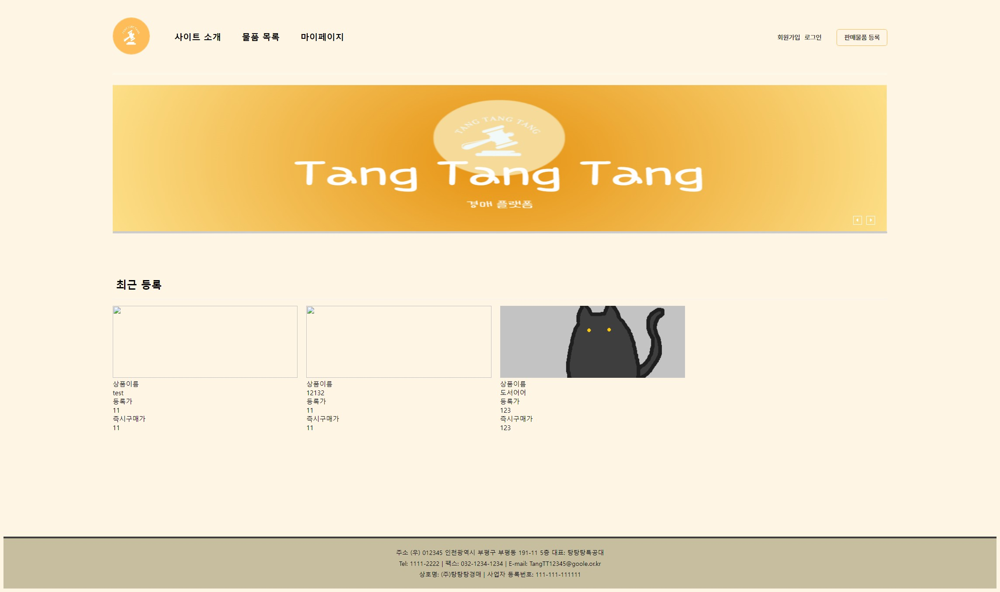 TANG TANG TANG
사이트 소개
물품 목록
마이페이지
회원가입 로그인
판매물품 등록
TANG TANG TANG
Tang Tang Tang
경매 플랫폼
최근 등록
상품이름
test
등록가
11
즉시구매가
11
상품이름
12132
등록가
11
즉시구매가
11
상품이름
도서어어
등록가
123
즉시구매가
123
주소 (우) 012345 인천광역시 부평구 부평동 191-11 5층 대표: 탕탕탕특공대
Tel: 1111-2222 | 팩스: 032-1234-1234 | E-mail: TangTT12345@goole.or.kr
상호명: (주)탕탕탕경매 | 사업자 등록번호: 111-111-111111